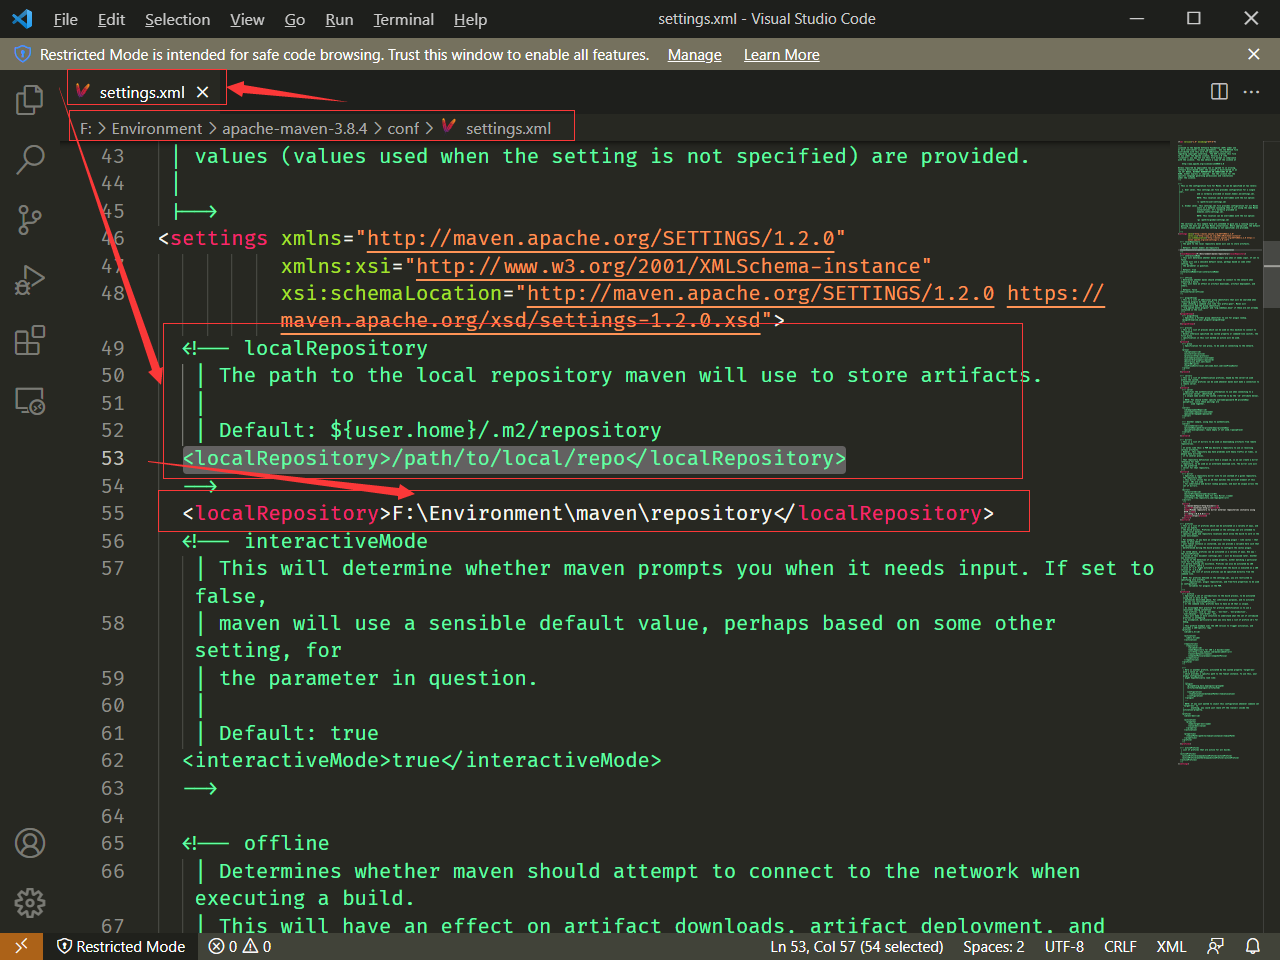 File Edit Selection View Go Run Terminal Help settings.xml - Visual Studio Code
Restricted Mode is intended for safe code browsing. Trust this window to enable all features. Manage Learn More
settings.xml
F: > Environment > apache-maven-3.8.4 > conf > settings.xml
43 | values (values used when the setting is not specified) are provided.
44 |
45 |-->
46 <settings xmlns="http://maven.apache.org/SETTINGS/1.2.0"
47 xmlns:xsi="http://www.w3.org/2001/XMLSchema-instance"
48 xsi:schemaLocation="http://maven.apache.org/SETTINGS/1.2.0 https://
maven.apache.org/xsd/settings-1.2.0.xsd">
49 <!-- localRepository
50 | The path to the local repository maven will use to store artifacts.
51 |
52 | Default: ${user.home}/.m2/repository
53 <localRepository>/path/to/local/repo</localRepository>
54 -->
55 <localRepository>F:\Environment\maven\repository</localRepository>
56 <!-- interactiveMode
57 | This will determine whether maven prompts you when it needs input. If set to
false,
58 | maven will use a sensible default value, perhaps based on some other
setting, for
59 | the parameter in question.
60 |
61 | Default: true
62 <interactiveMode>true</interactiveMode>
63 -->
64
65 <!-- offline
66 | Determines whether maven should attempt to connect to the network when
executing a build.
67 | This will have an effect on artifact downloads, artifact deployment, and
Restricted Mode 0 0 Ln 53, Col 57 (54 selected) Spaces: 2 UTF-8 CRLF XML